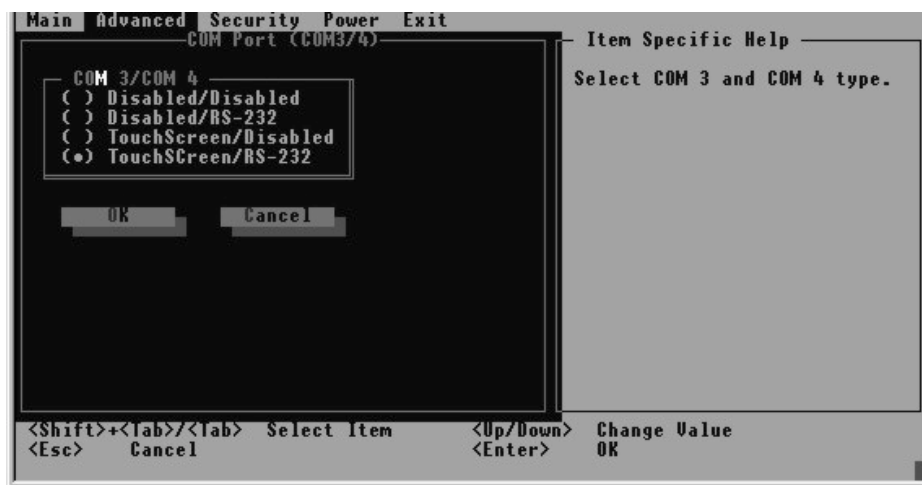 Main Advanced Security Power Exit
COM Port (COM3/4)
Item Specific Help
COM 3/COM 4
Select COM 3 and COM 4 type.
( ) Disabled/Disabled
( ) Disabled/RS-232
( ) TouchScreen/Disabled
(•) TouchSCreen/RS-232
OK Cancel
<Shift>+<Tab>/<Tab> Select Item <Up/Down> Change Value
<Esc> Cancel <Enter> OK